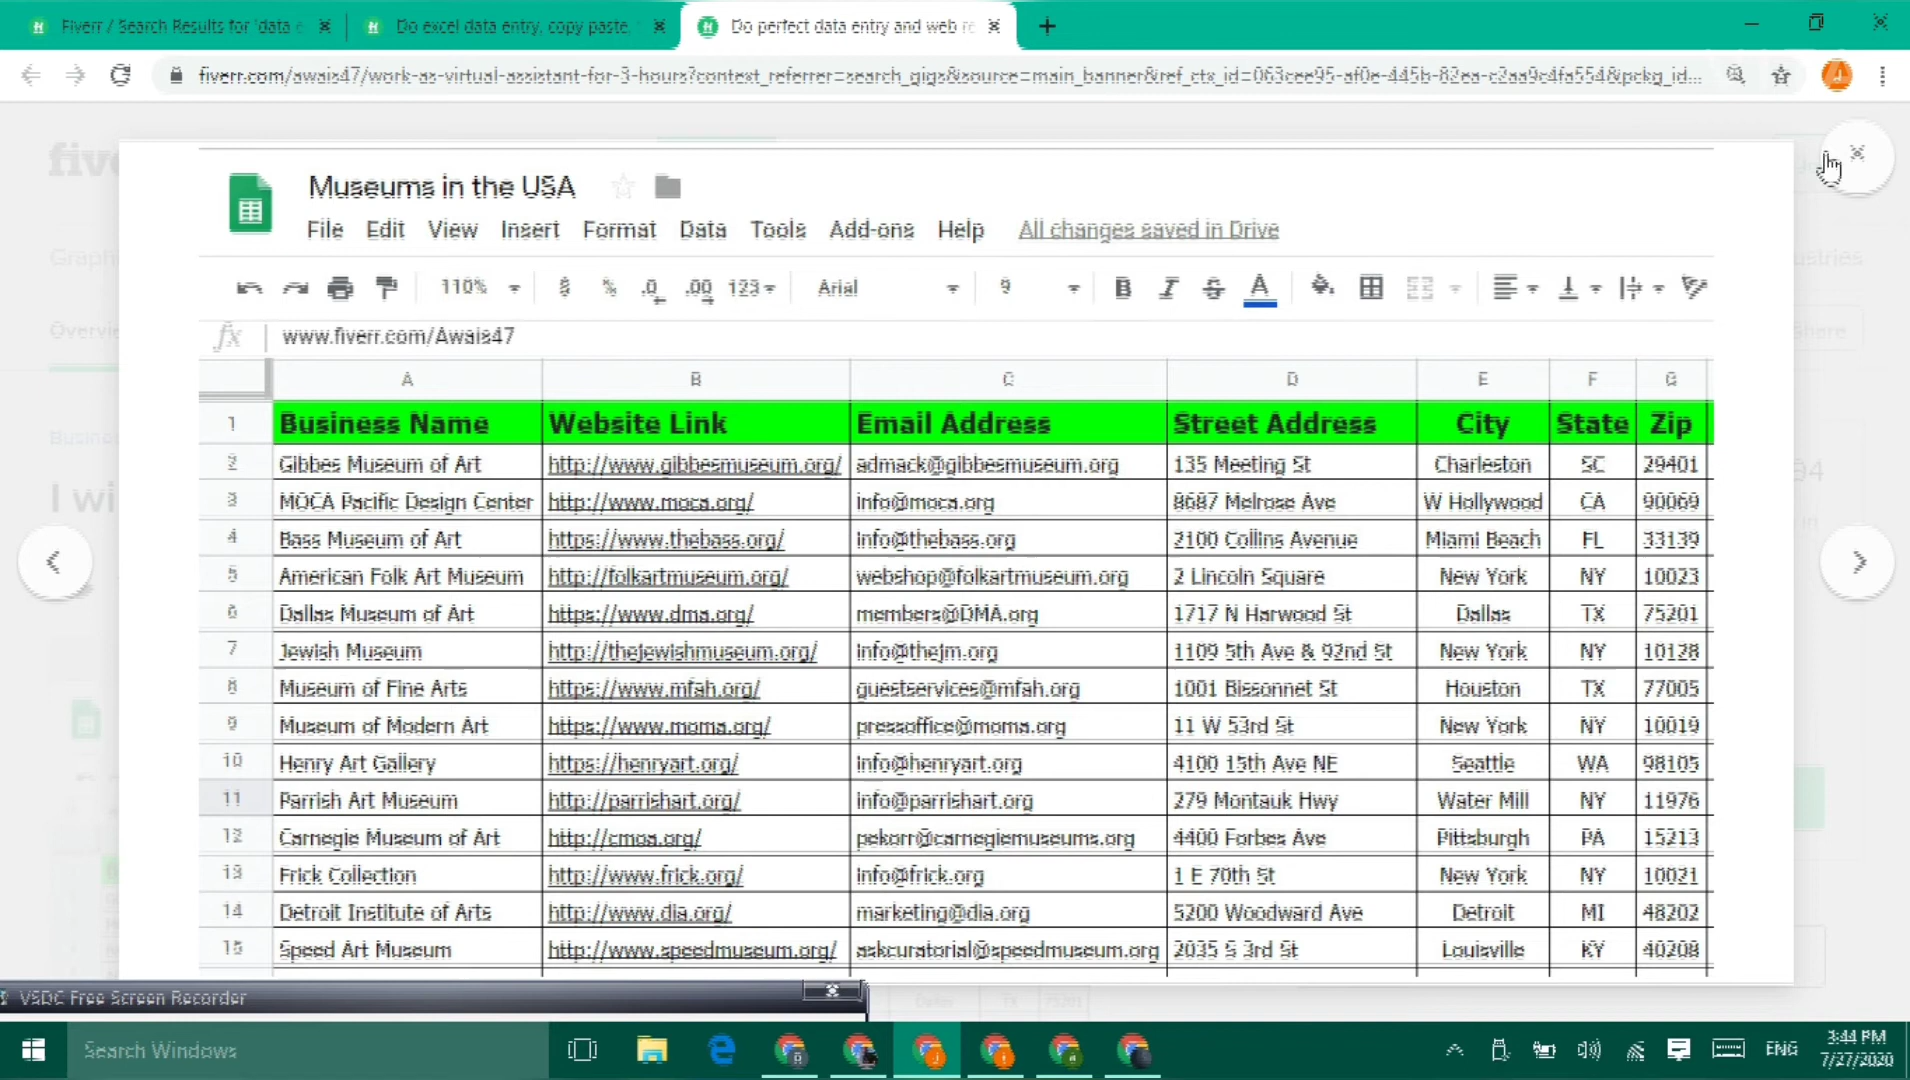 Fiverr / Search Results for 'data e
Do excel data entry, copy paste,
Do perfect data entry and web re
fiverr.com/awais47/work-as-virtual-assistant-for-3-hours?context_referrer=search_gigs&source=main_banner&ref_ctx_id=063cee95-af0e-445b-82ea-c2aa9c4fa554&pckg_id...
Museums in the USA
File Edit View Insert Format Data Tools Add-ons Help All changes saved in Drive
110% $ % .0 .00 123 Arial 9 B I S A
fx www.fiverr.com/Awais47
A B C D E F G
1 Business Name Website Link Email Address Street Address City State Zip
2 Gibbes Museum of Art http://www.gibbesmuseum.org/ admack@gibbesmuseum.org 135 Meeting St Charleston SC 29401
3 MOCA Pacific Design Center http://www.moca.org/ info@moca.org 8687 Melrose Ave W Hollywood CA 90069
4 Bass Museum of Art https://www.thebass.org/ info@thebass.org 2100 Collins Avenue Miami Beach FL 33139
5 American Folk Art Museum http://folkartmuseum.org/ webshop@folkartmuseum.org 2 Lincoln Square New York NY 10023
6 Dallas Museum of Art https://www.dma.org/ members@DMA.org 1717 N Harwood St Dallas TX 75201
7 Jewish Museum http://thejewishmuseum.org/ info@thejm.org 1109 5th Ave & 92nd St New York NY 10128
8 Museum of Fine Arts https://www.mfah.org/ guestservices@mfah.org 1001 Bissonnet St Houston TX 77005
9 Museum of Modern Art https://www.moma.org/ pressoffice@moma.org 11 W 53rd St New York NY 10019
10 Henry Art Gallery https://henryart.org/ info@henryart.org 4100 15th Ave NE Seattle WA 98105
11 Parrish Art Museum http://parrishart.org/ info@parrishart.org 279 Montauk Hwy Water Mill NY 11976
12 Carnegie Museum of Art http://cmoa.org/ pekorr@carnegiemuseums.org 4400 Forbes Ave Pittsburgh PA 15213
13 Frick Collection http://www.frick.org/ info@frick.org 1 E 70th St New York NY 10021
14 Detroit Institute of Arts http://www.dia.org/ marketing@dia.org 5200 Woodward Ave Detroit MI 48202
15 Speed Art Museum http://www.speedmuseum.org/ askcuratorial@speedmuseum.org 2035 S 3rd St Louisville KY 40208
VSDC Free Screen Recorder
Search Windows
ENG
3:44 PM
7/27/2020